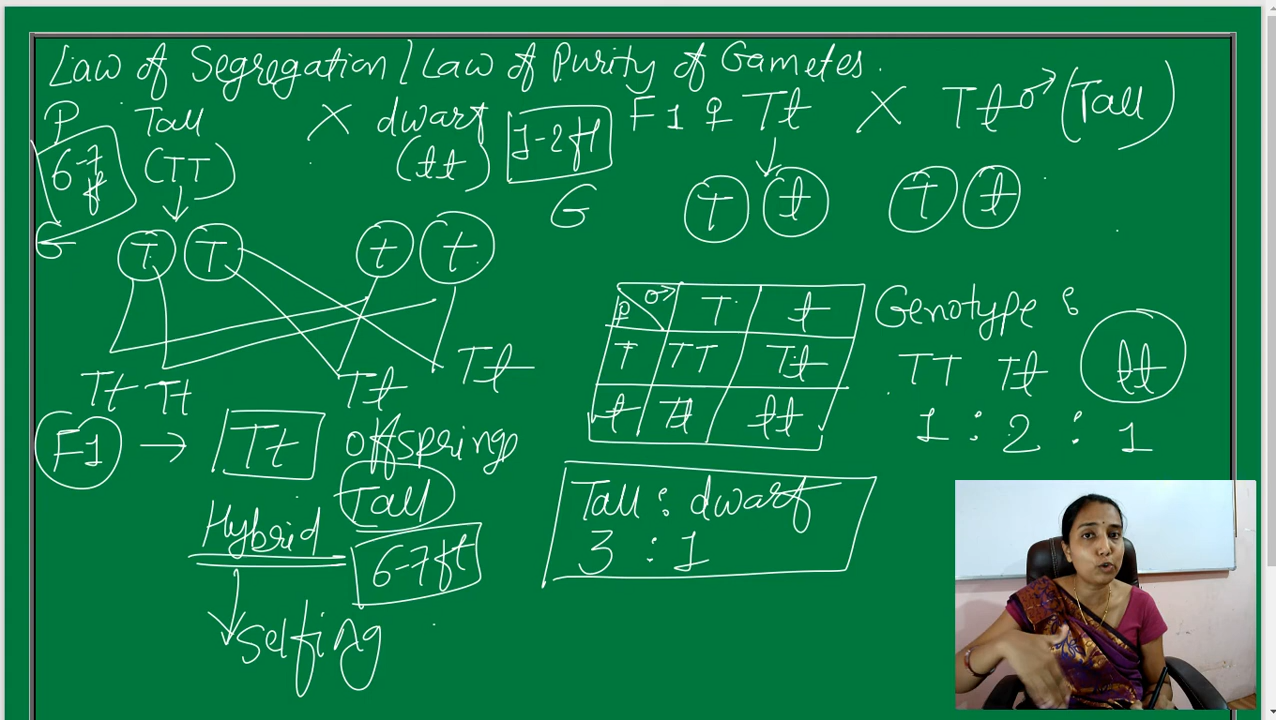 Law of Segregation / Law of Purity of Gametes.
P Tall X dwarf 1-2 ft
6-7 ft (TT) (tt)
G T T t t
Tt Tt Tt Tt
F1 → Tt offsprings
Tall
Hybrid 6-7 ft
Selfing
F1 ♀ Tt X Tt ♂ (Tall)
G T t T t
♀ ♂ T t
T TT Tt
t Tt tt
Genotype :
TT Tt tt
1 : 2 : 1
Tall : dwarf
3 : 1